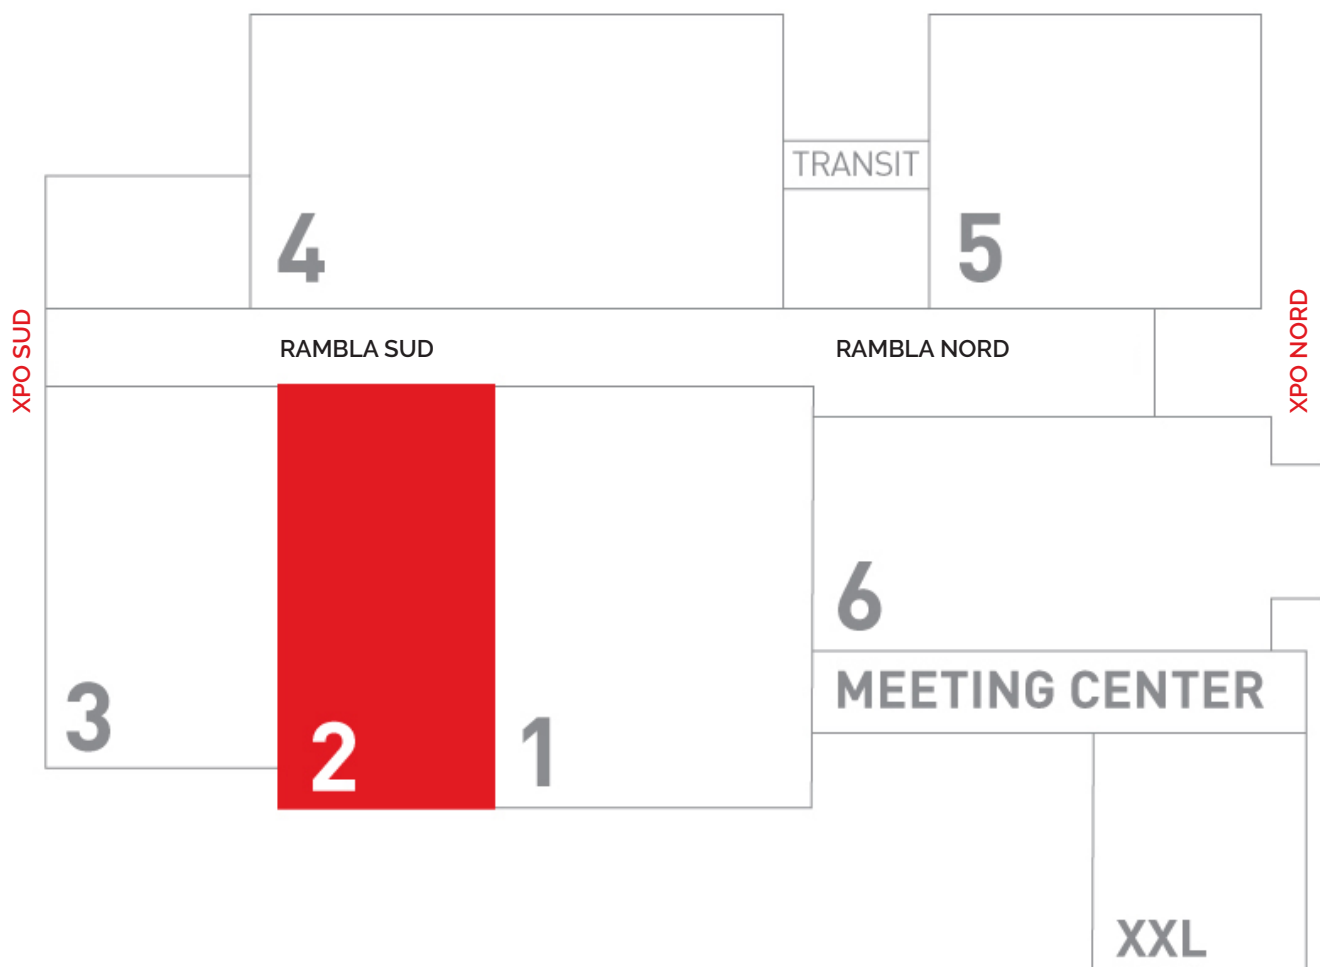 TRANSIT
4
5
XPO SUD
RAMBLA SUD
RAMBLA NORD
XPO NORD
6
3
2
1
MEETING CENTER
XXL